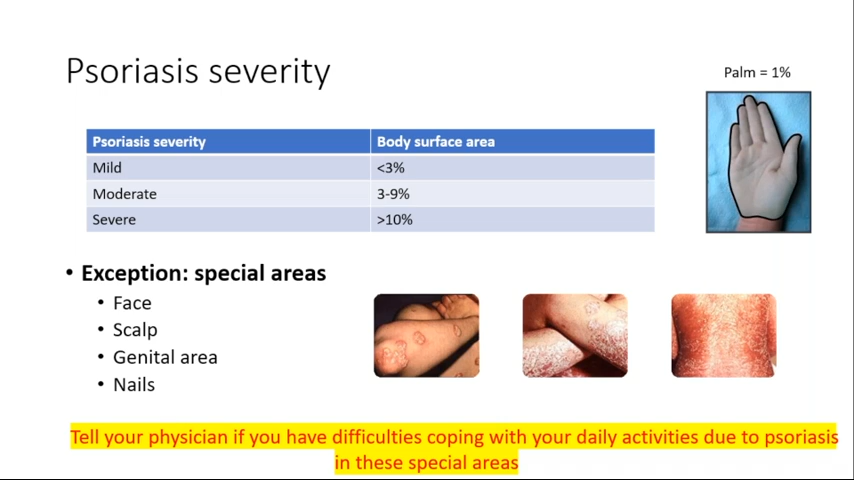 Psoriasis severity
Palm = 1%
Psoriasis severity Body surface area
Mild <3%
Moderate 3-9%
Severe >10%
• Exception: special areas
• Face
• Scalp
• Genital area
• Nails
Tell your physician if you have difficulties coping with your daily activities due to psoriasis
in these special areas